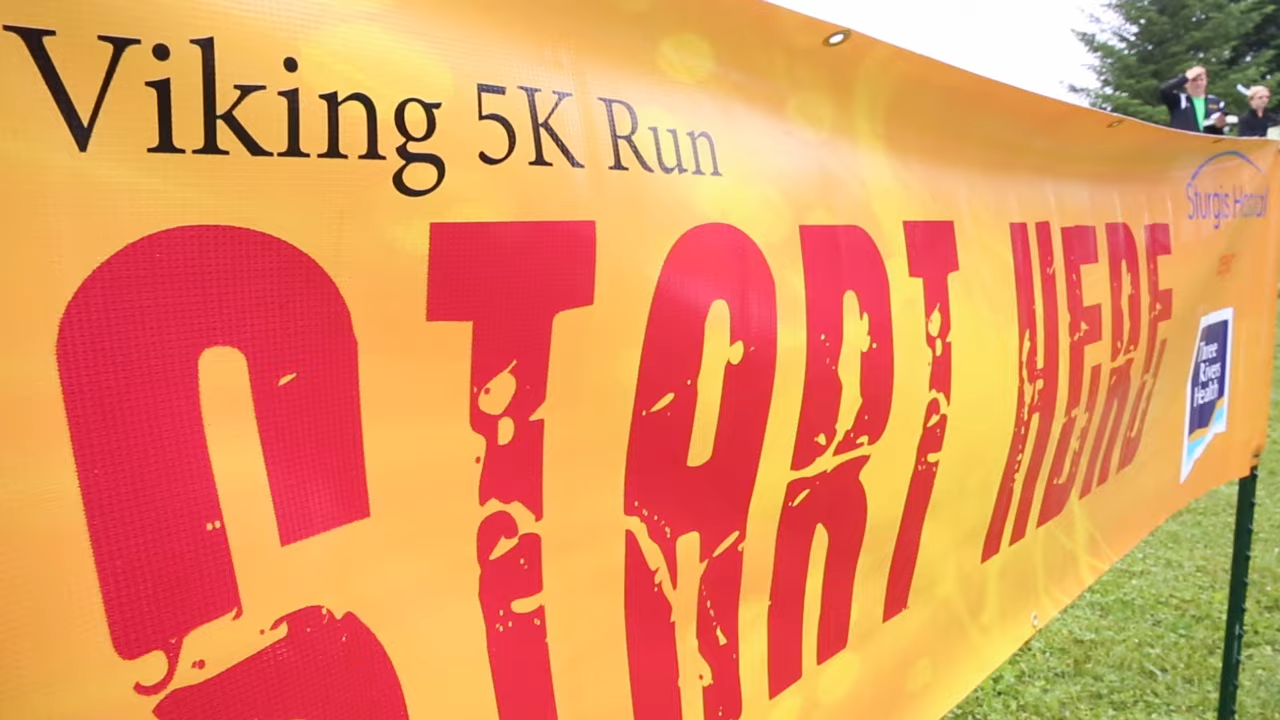 Viking 5K Run
START HERE
Sturgis Hospital
Three
Rivers
Health